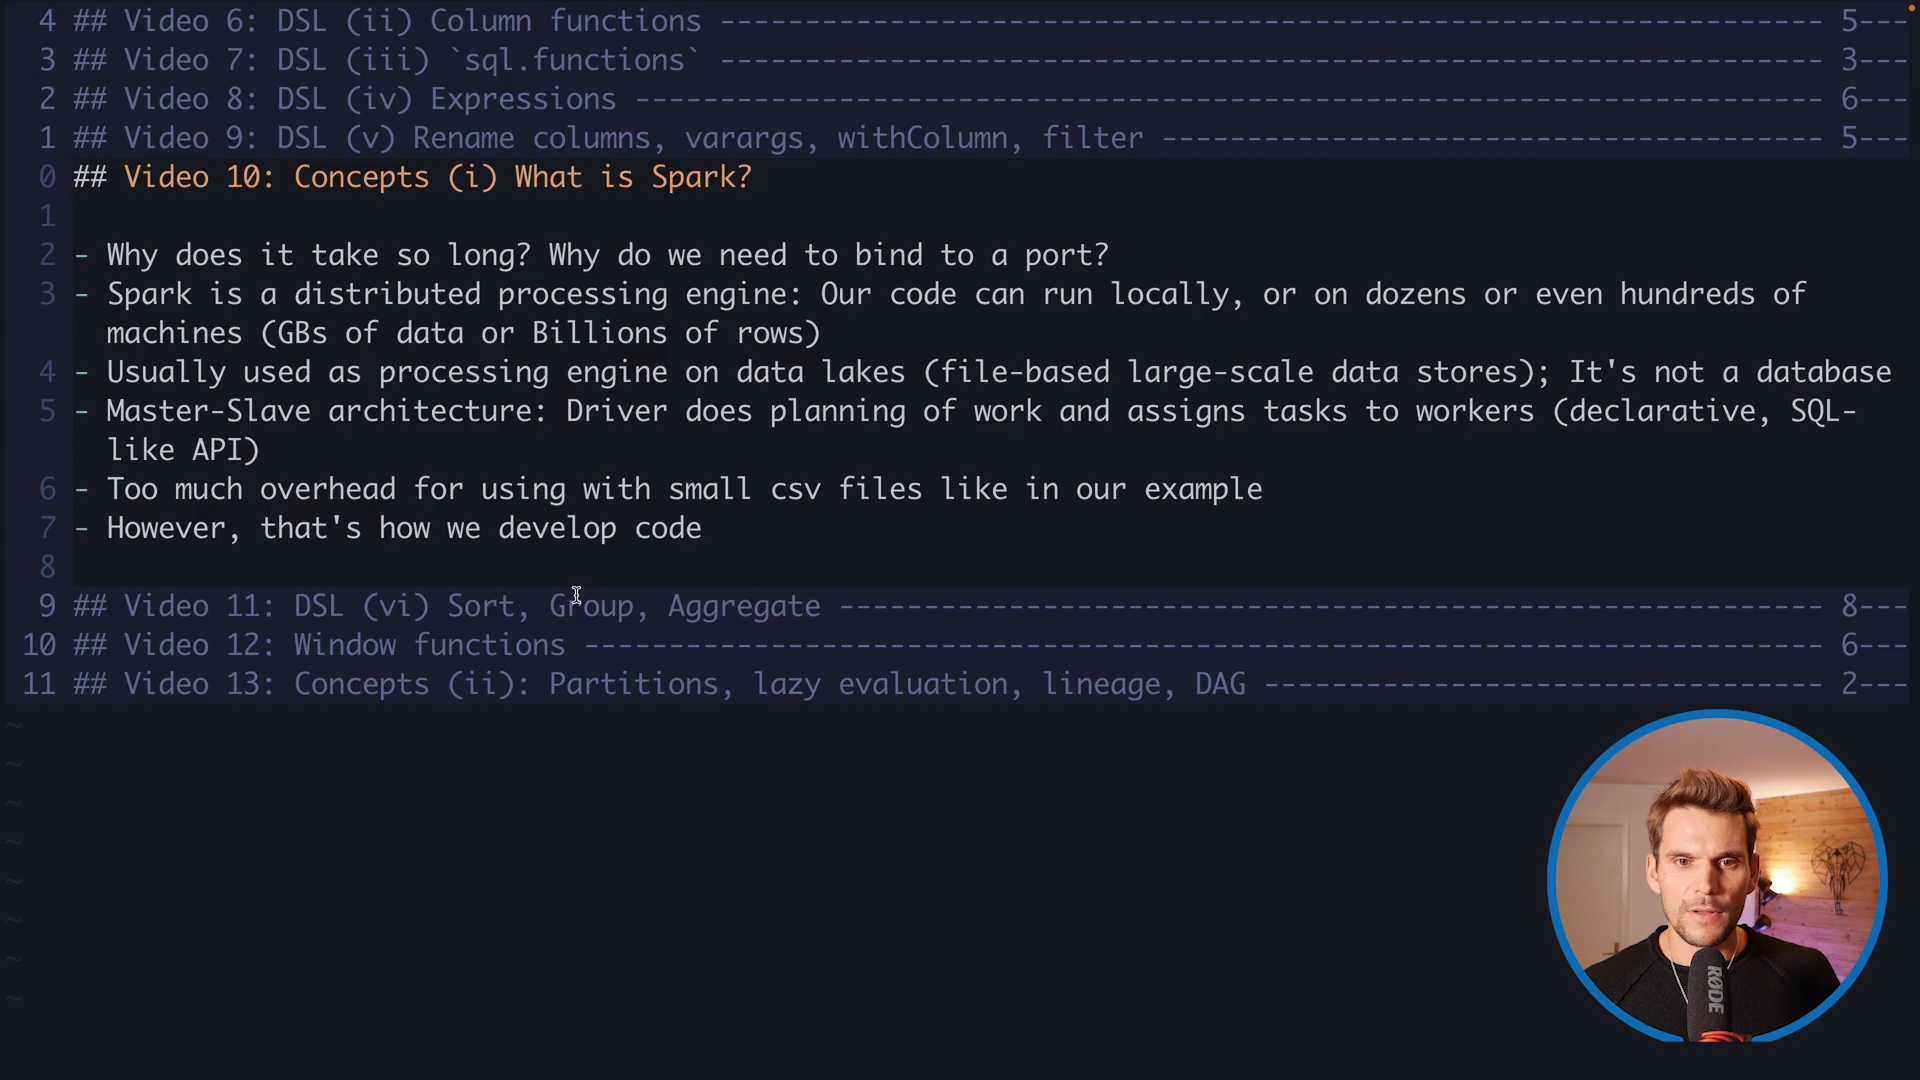 4 ## Video 6: DSL (ii) Column functions ----------------------------------------------------------------- 5---
3 ## Video 7: DSL (iii) `sql.functions` ----------------------------------------------------------------- 3---
2 ## Video 8: DSL (iv) Expressions ---------------------------------------------------------------------- 6---
1 ## Video 9: DSL (v) Rename columns, varargs, withColumn, filter --------------------------------------- 5---
0 ## Video 10: Concepts (i) What is Spark?
1
2 - Why does it take so long? Why do we need to bind to a port?
3 - Spark is a distributed processing engine: Our code can run locally, or on dozens or even hundreds of
machines (GBs of data or Billions of rows)
4 - Usually used as processing engine on data lakes (file-based large-scale data stores); It's not a database
5 - Master-Slave architecture: Driver does planning of work and assigns tasks to workers (declarative, SQL-
like API)
6 - Too much overhead for using with small csv files like in our example
7 - However, that's how we develop code
8
9 ## Video 11: DSL (vi) Sort, Group, Aggregate ---------------------------------------------------------- 8---
10 ## Video 12: Window functions ------------------------------------------------------------------------- 6---
11 ## Video 13: Concepts (ii): Partitions, lazy evaluation, lineage, DAG --------------------------------- 2---
~
~
~
~
~
~
~
~
RØDE